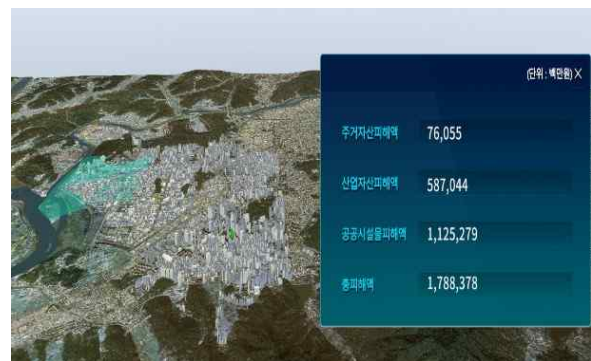 (단위 : 백만원) X
주거자산피해액 76,055
산업자산피해액 587,044
공공시설물피해액 1,125,279
총피해액 1,788,378